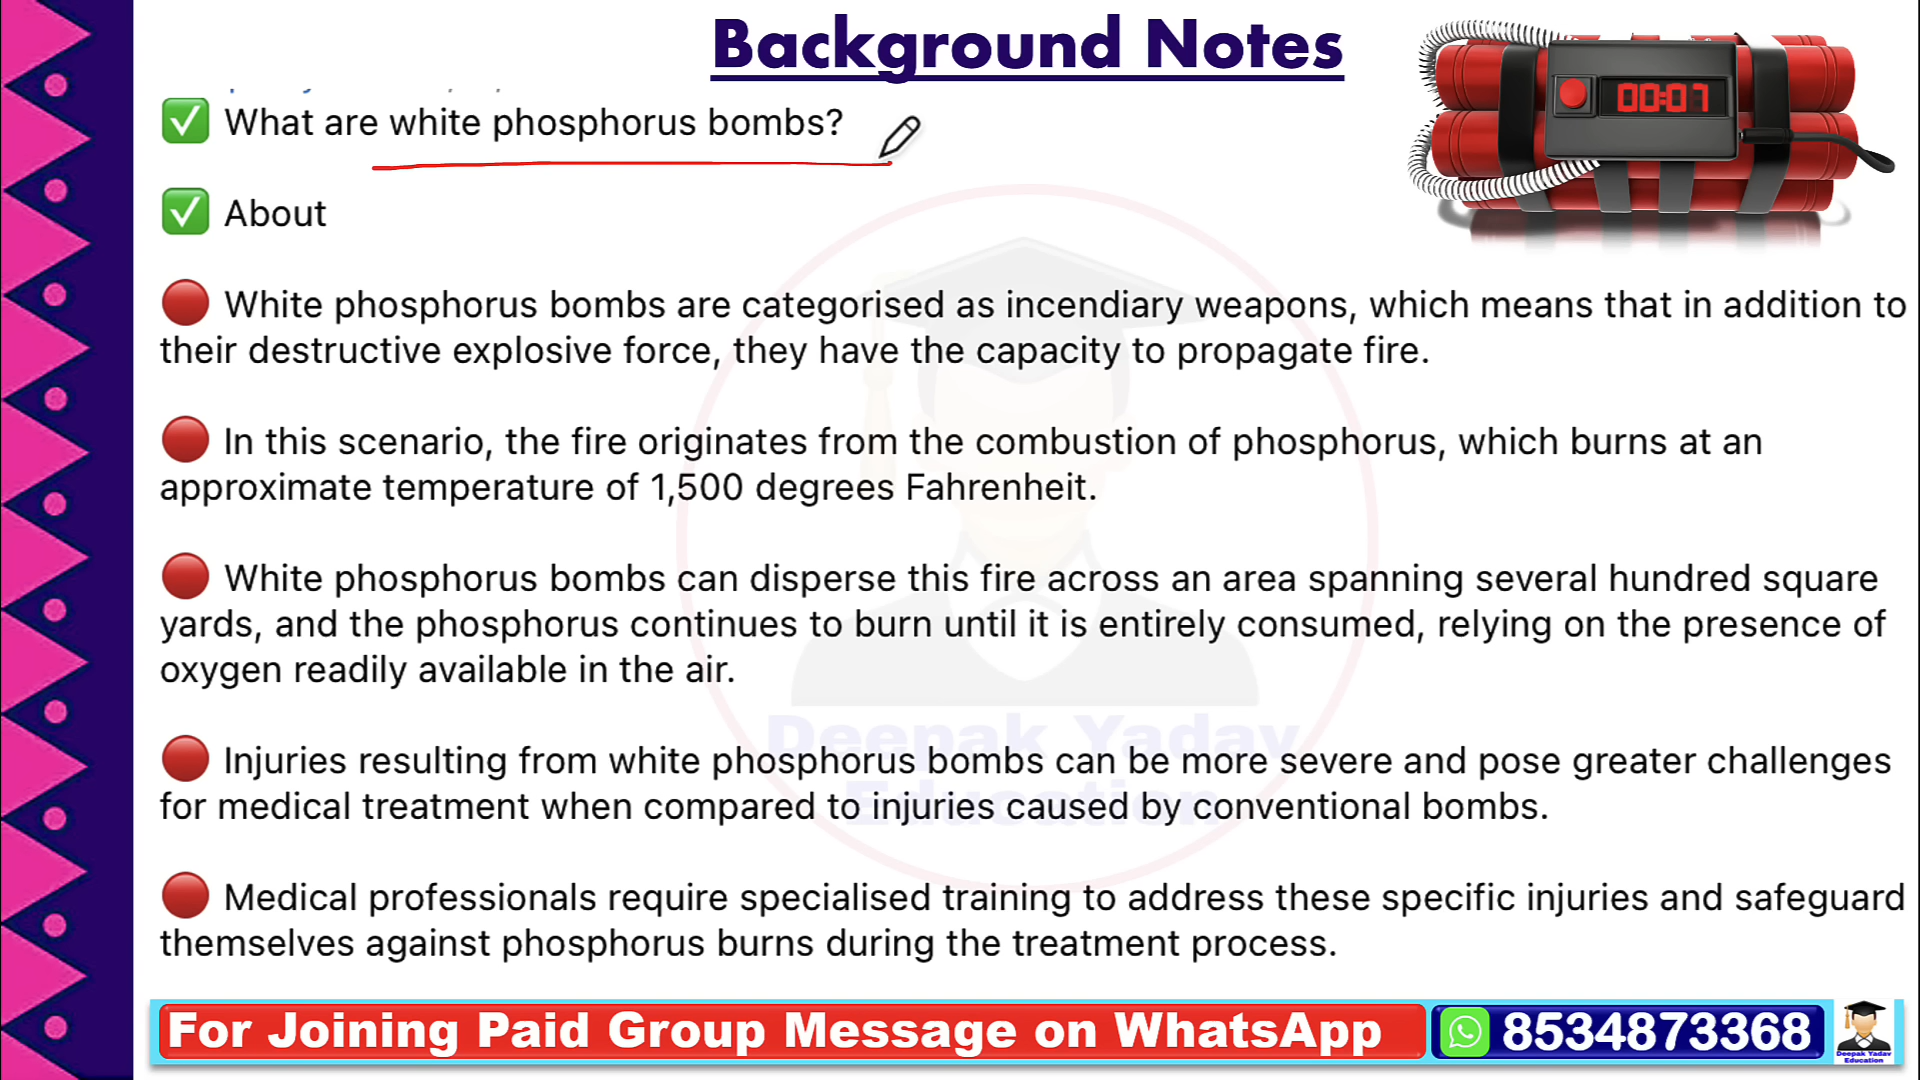 Background Notes
00:07
✅ What are white phosphorus bombs?
✅ About
🔴 White phosphorus bombs are categorised as incendiary weapons, which means that in addition to
their destructive explosive force, they have the capacity to propagate fire.
🔴 In this scenario, the fire originates from the combustion of phosphorus, which burns at an
approximate temperature of 1,500 degrees Fahrenheit.
🔴 White phosphorus bombs can disperse this fire across an area spanning several hundred square
yards, and the phosphorus continues to burn until it is entirely consumed, relying on the presence of
oxygen readily available in the air.
Deepak Yadav
🔴 Injuries resulting from white phosphorus bombs can be more severe and pose greater challenges
for medical treatment when compared to injuries caused by conventional bombs.
Education
🔴 Medical professionals require specialised training to address these specific injuries and safeguard
themselves against phosphorus burns during the treatment process.
For Joining Paid Group Message on WhatsApp 8534873368
Deepak Yadav
Education